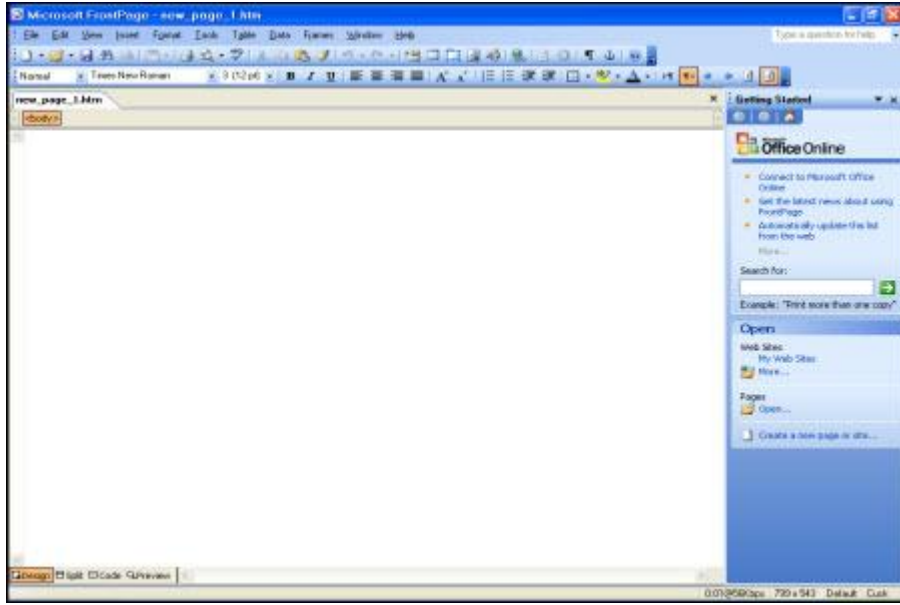 Microsoft FrontPage - new_page_1.htm
File Edit View Insert Format Tools Table Data Frames Window Help
Type a question for help
Normal Times New Roman 3 (12 pt) B I U
new_page_1.htm
<body>
Getting Started
Office Online
Connect to Microsoft Office
Online
Get the latest news about using
FrontPage
Automatically update this list
from the web
More...
Search for:
Example: "Print more than one copy"
Open
Web Sites
My Web Sites
More...
Pages
Open...
Create a new page or site...
Design Split Code Preview
Default